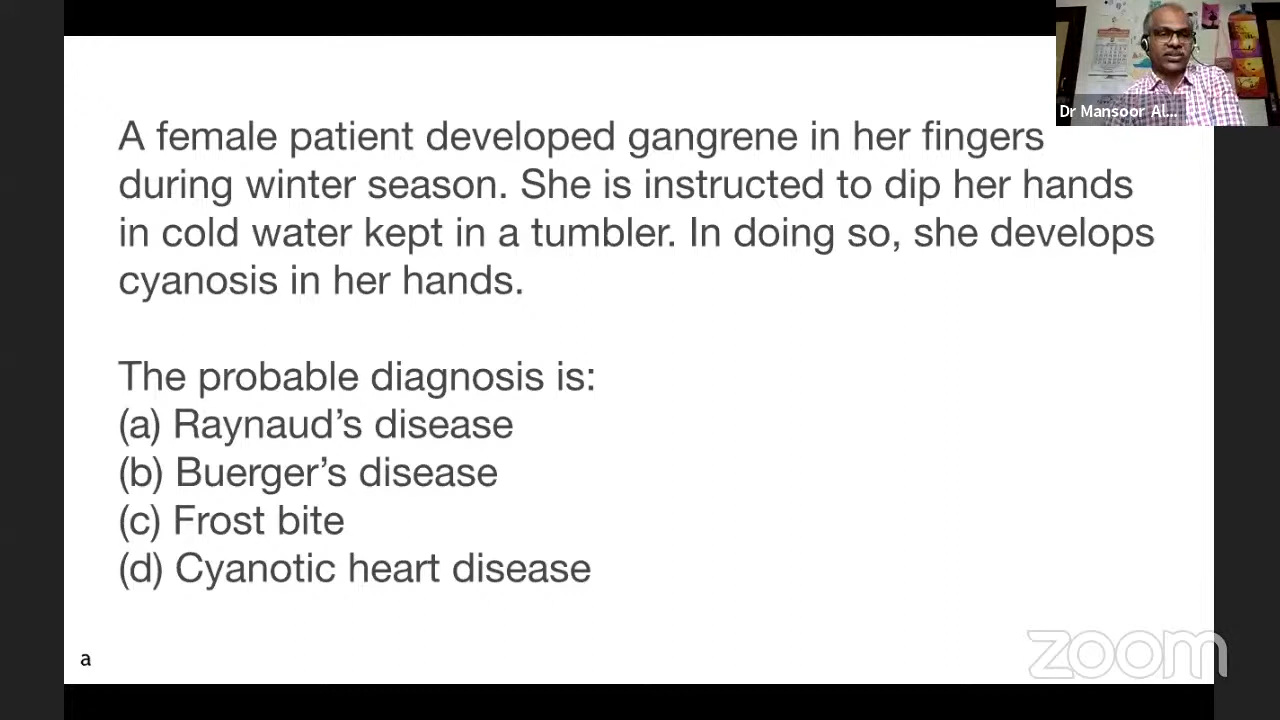 A female patient developed gangrene in her fingers
during winter season. She is instructed to dip her hands
in cold water kept in a tumbler. In doing so, she develops
cyanosis in her hands.
The probable diagnosis is:
(a) Raynaud’s disease
(b) Buerger’s disease
(c) Frost bite
(d) Cyanotic heart disease
a
Dr Mansoor Al...
zoom